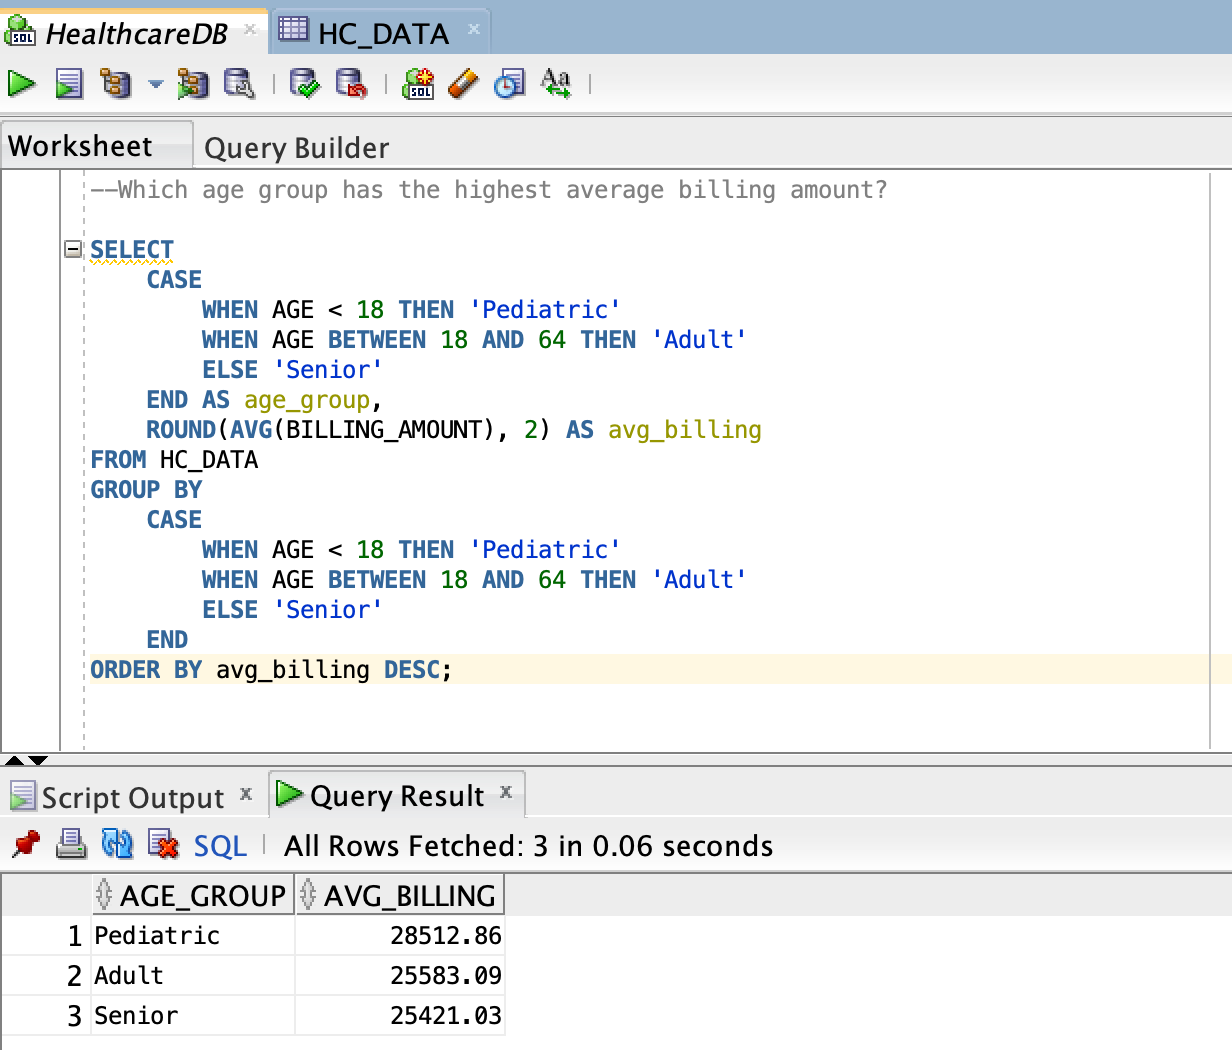 HealthcareDB HC_DATA
Worksheet Query Builder
--Which age group has the highest average billing amount?
SELECT
    CASE
        WHEN AGE < 18 THEN 'Pediatric'
        WHEN AGE BETWEEN 18 AND 64 THEN 'Adult'
        ELSE 'Senior'
    END AS age_group,
    ROUND(AVG(BILLING_AMOUNT), 2) AS avg_billing
FROM HC_DATA
GROUP BY
    CASE
        WHEN AGE < 18 THEN 'Pediatric'
        WHEN AGE BETWEEN 18 AND 64 THEN 'Adult'
        ELSE 'Senior'
    END
ORDER BY avg_billing DESC;
Script Output x Query Result x
SQL All Rows Fetched: 3 in 0.06 seconds
AGE_GROUP AVG_BILLING
1 Pediatric 28512.86
2 Adult 25583.09
3 Senior 25421.03